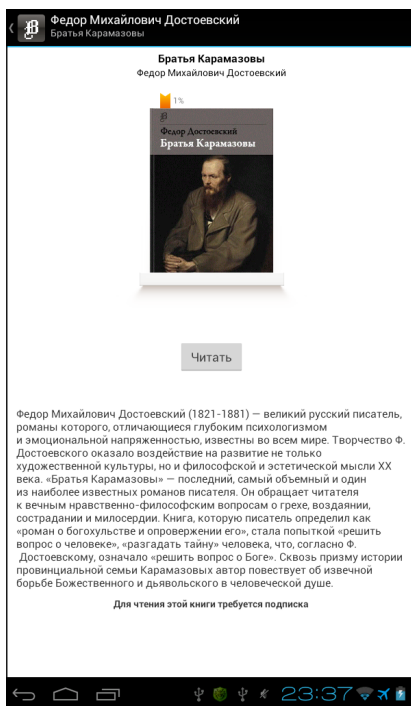 Федор Михайлович Достоевский
Братья Карамазовы
Братья Карамазовы
Федор Михайлович Достоевский
1%
Федор Достоевский
Братья Карамазовы
Читать
Федор Михайлович Достоевский (1821-1881) — великий русский писатель,
романы которого, отличающиеся глубоким психологизмом
и эмоциональной напряженностью, известны во всем мире. Творчество Ф.
Достоевского оказало воздействие на развитие не только
художественной культуры, но и философской и эстетической мысли XX
века. «Братья Карамазовы» — последний, самый объемный и один
из наиболее известных романов писателя. Он обращает читателя
к вечным нравственно-философским вопросам о грехе, воздаянии,
сострадании и милосердии. Книга, которую писатель определил как
«роман о богохульстве и опровержении его», стала попыткой «решить
вопрос о человеке», «разгадать тайну» человека, что, согласно Ф.
Достоевскому, означало «решить вопрос о Боге». Сквозь призму истории
провинциальной семьи Карамазовых автор повествует об извечной
борьбе Божественного и дьявольского в человеческой душе.
Для чтения этой книги требуется подписка
23:37